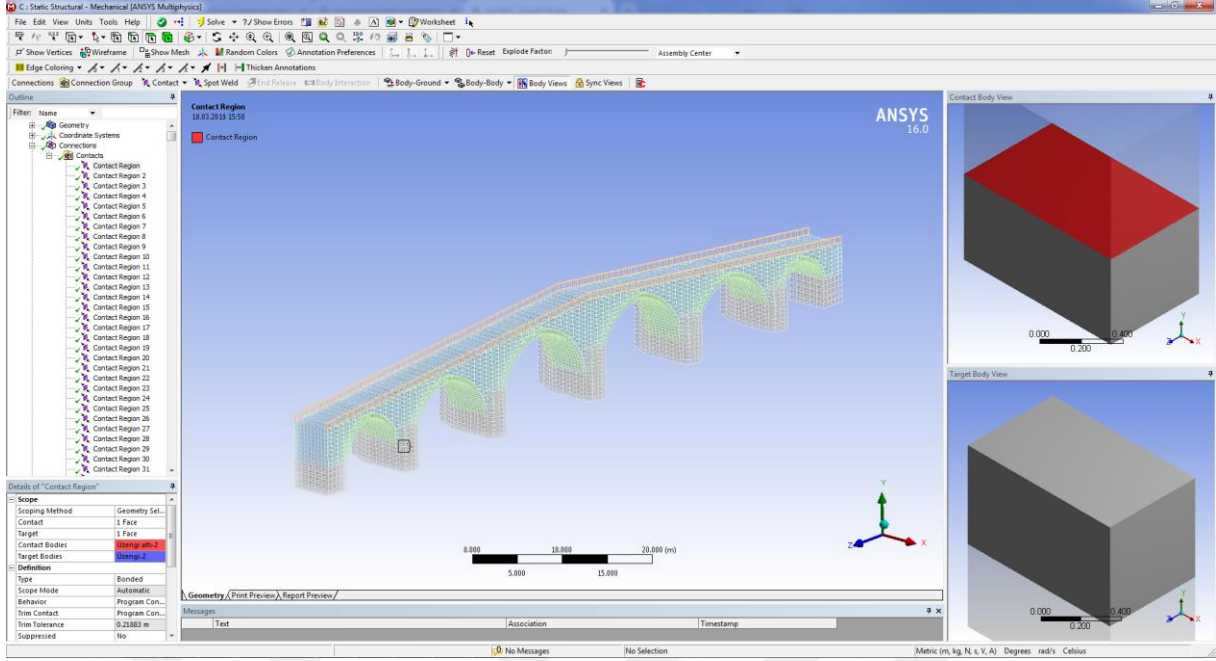 C : Static Structural - Mechanical [ANSYS Multiphysics]
File Edit View Units Tools Help Solve ?/Show Errors Worksheet
Show Vertices Wireframe Show Mesh Random Colors Annotation Preferences Reset Explode Factor: Assembly Center
Edge Coloring Thicken Annotations
Connections Connection Group Contact Spot Weld End Release Body Interaction Body-Ground Body-Body Body Views Sync Views
Outline
Filter: Name
Geometry
Coordinate Systems
Connections
Contacts
Contact Region
Contact Region 2
Contact Region 3
Contact Region 4
Contact Region 5
Contact Region 6
Contact Region 7
Contact Region 8
Contact Region 9
Contact Region 10
Contact Region 11
Contact Region 12
Contact Region 13
Contact Region 14
Contact Region 15
Contact Region 16
Contact Region 17
Contact Region 18
Contact Region 19
Contact Region 20
Contact Region 21
Contact Region 22
Contact Region 23
Contact Region 24
Contact Region 25
Contact Region 26
Contact Region 27
Contact Region 28
Contact Region 29
Contact Region 30
Contact Region 31
Details of "Contact Region"
Scope
Scoping Method Geometry Sel...
Contact 1 Face
Target 1 Face
Contact Bodies Uzengi alti-2
Target Bodies Uzengi-2
Definition
Type Bonded
Scope Mode Automatic
Behavior Program Con...
Trim Contact Program Con...
Trim Tolerance 0.21883 m
Suppressed No
Contact Region
18.03.2019 15:50
Contact Region
ANSYS
16.0
0.000 10.000 20.000 (m)
5.000 15.000
Y
Z X
Geometry Print Preview Report Preview
Messages
Text Association Timestamp
Contact Body View
0.000 0.400
0.200
Y
Z X
Target Body View
0.000 0.400
0.200
Y
Z X
No Messages No Selection Metric (m, kg, N, s, V, A) Degrees rad/s Celsius